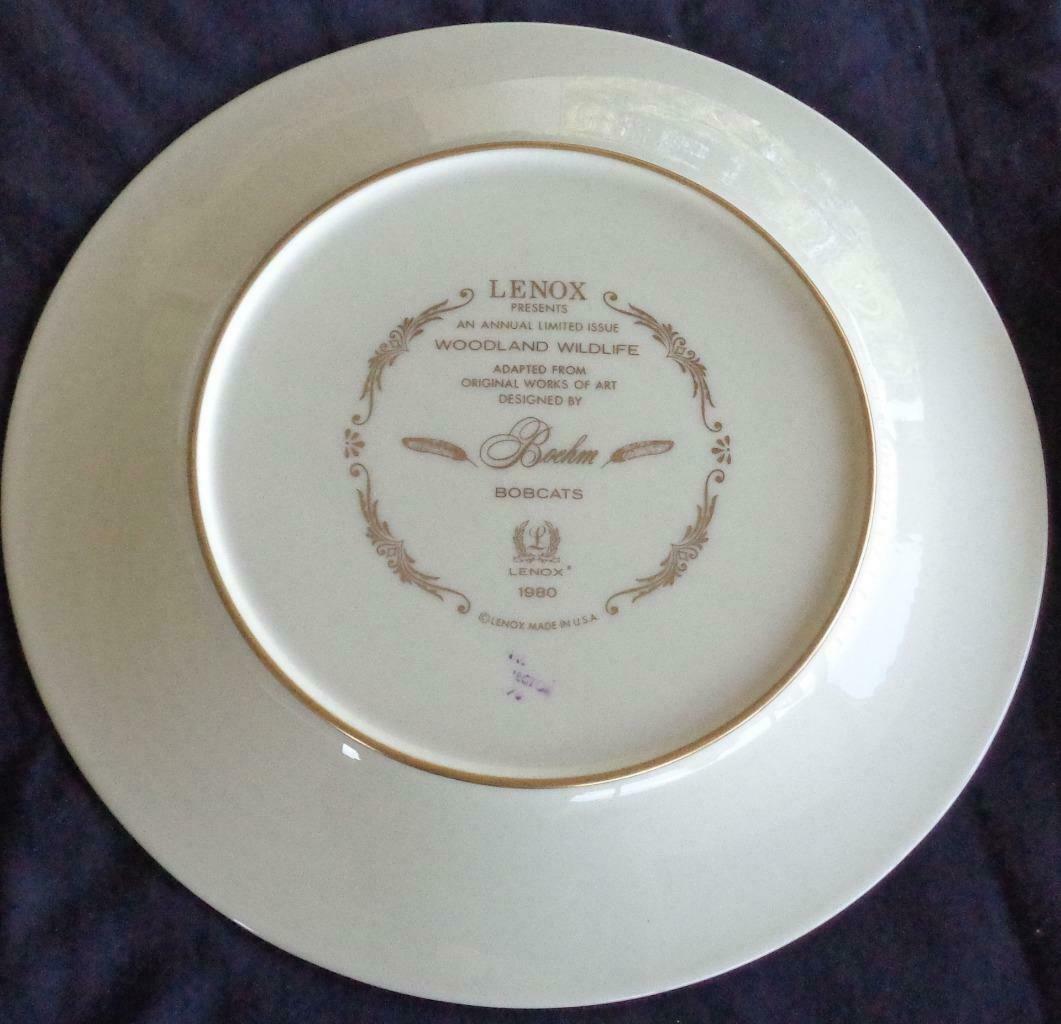 LENOX
PRESENTS
AN ANNUAL LIMITED ISSUE
WOODLAND WILDLIFE
ADAPTED FROM
ORIGINAL WORKS OF ART
DESIGNED BY
Boehm
BOBCATS
L
LENOX®
1980
© LENOX MADE IN U.S.A.